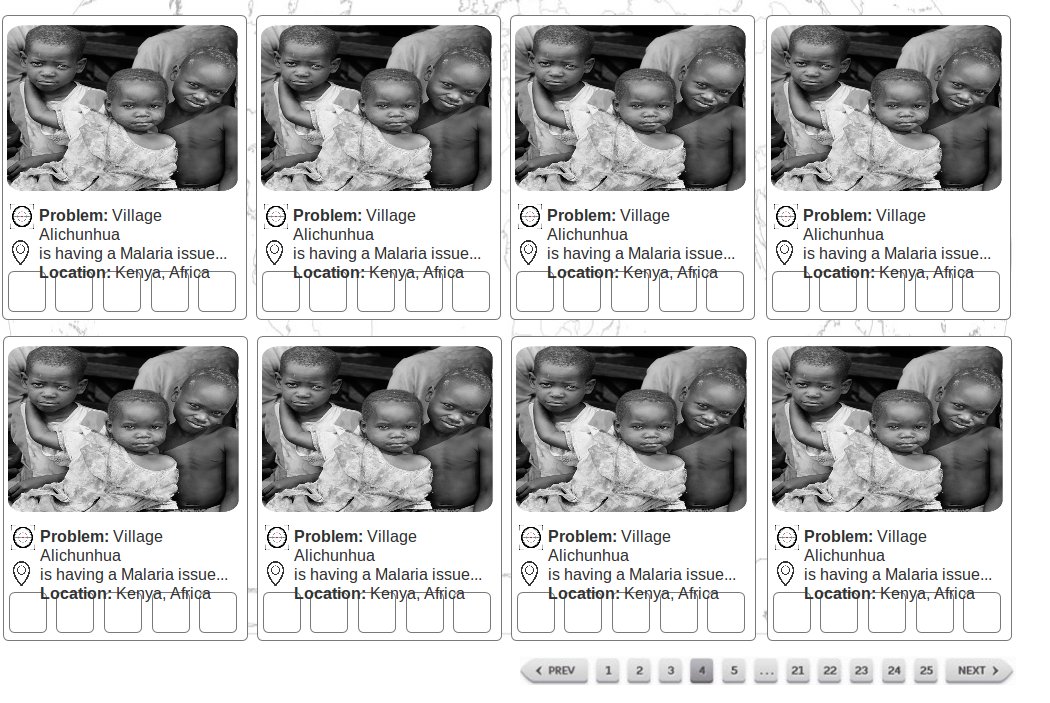 Problem: Village Problem: Village Problem: Village Problem: Village
Alichunhua Alichunhua Alichunhua Alichunhua
is having a Malaria issue... is having a Malaria issue... is having a Malaria issue... is having a Malaria issue...
Location: Kenya, Africa Location: Kenya, Africa Location: Kenya, Africa Location: Kenya, Africa
Problem: Village Problem: Village Problem: Village Problem: Village
Alichunhua Alichunhua Alichunhua Alichunhua
is having a Malaria issue... is having a Malaria issue... is having a Malaria issue... is having a Malaria issue...
Location: Kenya, Africa Location: Kenya, Africa Location: Kenya, Africa Location: Kenya, Africa
PREV 1 2 3 4 5 ... 21 22 23 24 25 NEXT